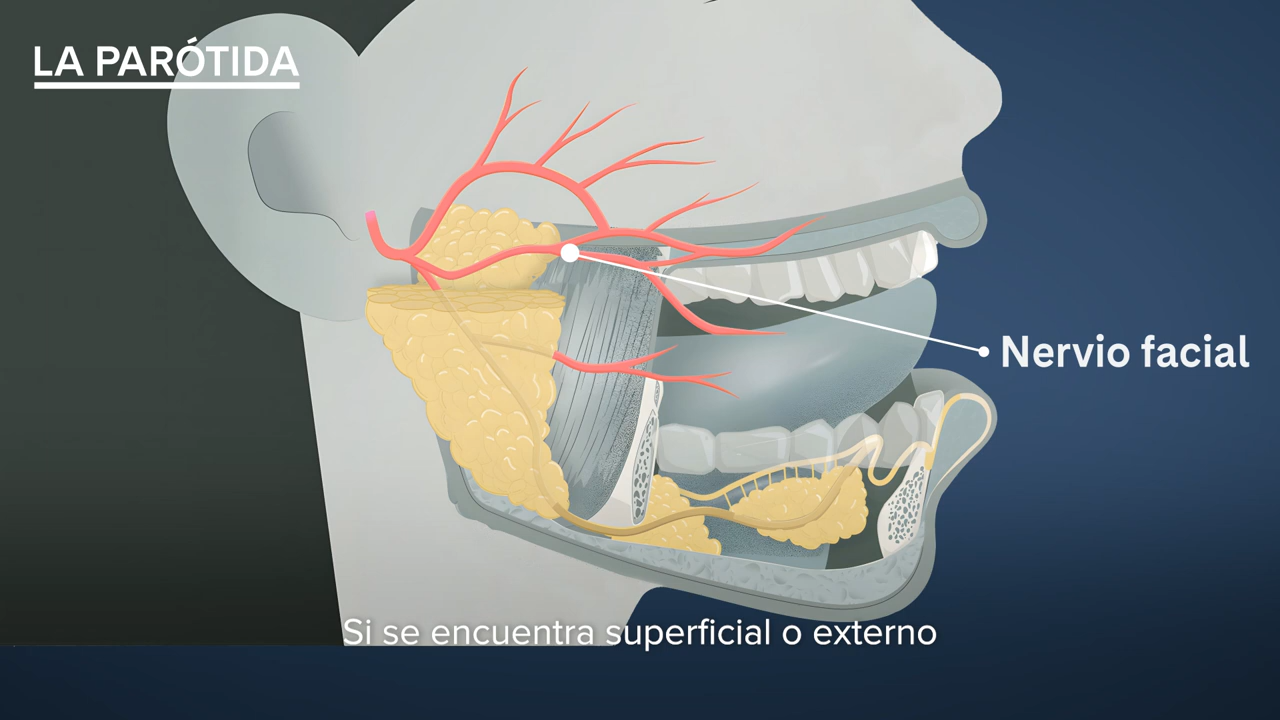 LA PARÓTIDA
Nervio facial
Si se encuentra superficial o externo